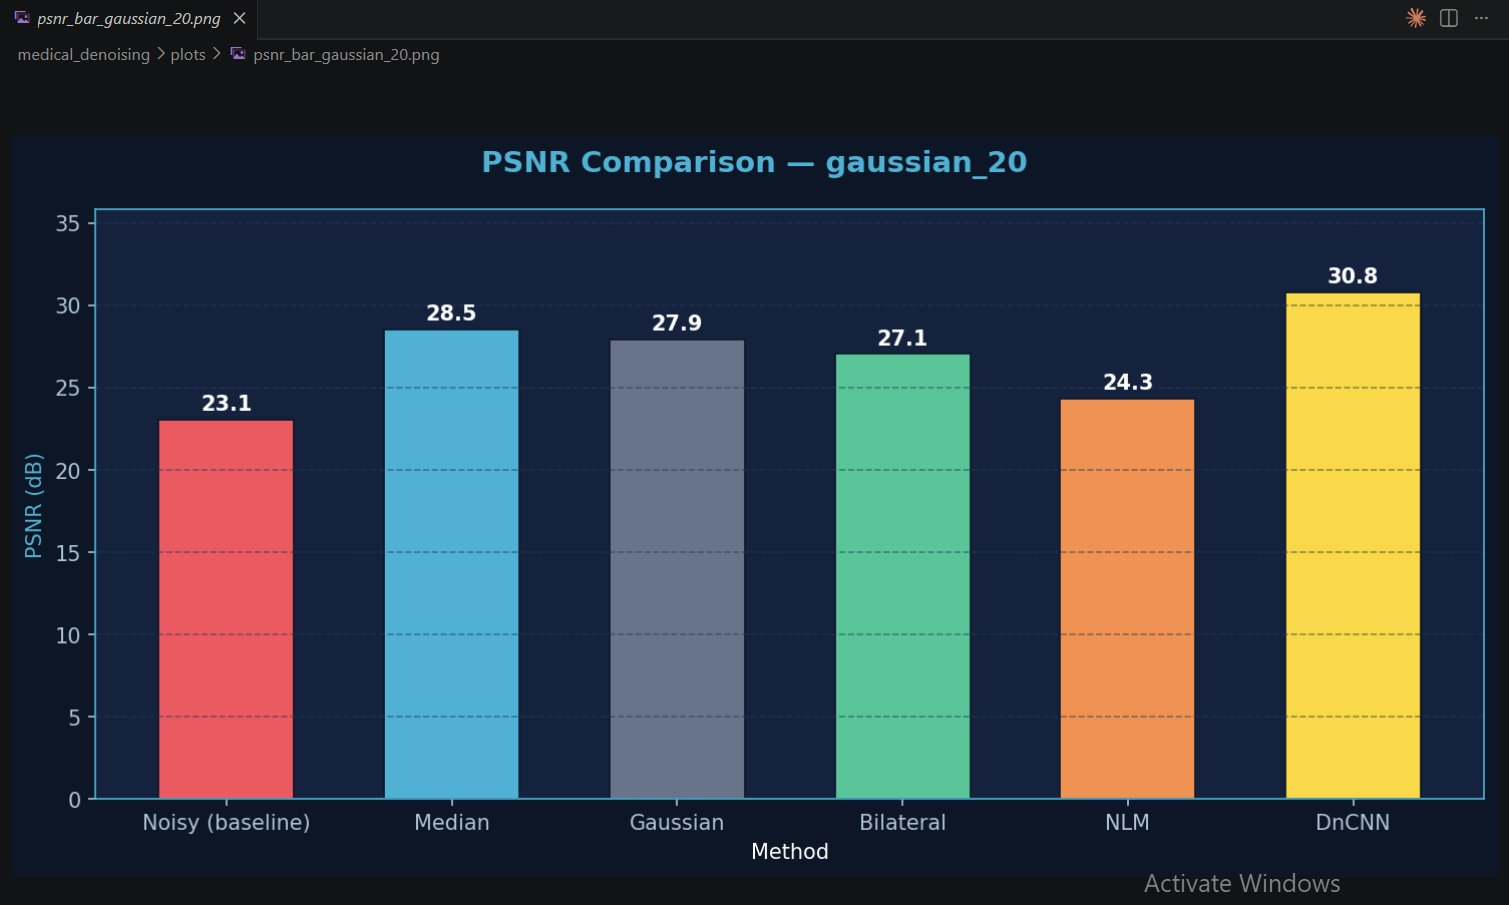 psnr_bar_gaussian_20.png
medical_denoising > plots > psnr_bar_gaussian_20.png
PSNR Comparison — gaussian_20
35
30
25
20
15
10
5
0
PSNR (dB)
23.1
28.5
27.9
27.1
24.3
30.8
Noisy (baseline) Median Gaussian Bilateral NLM DnCNN
Method
Activate Windows